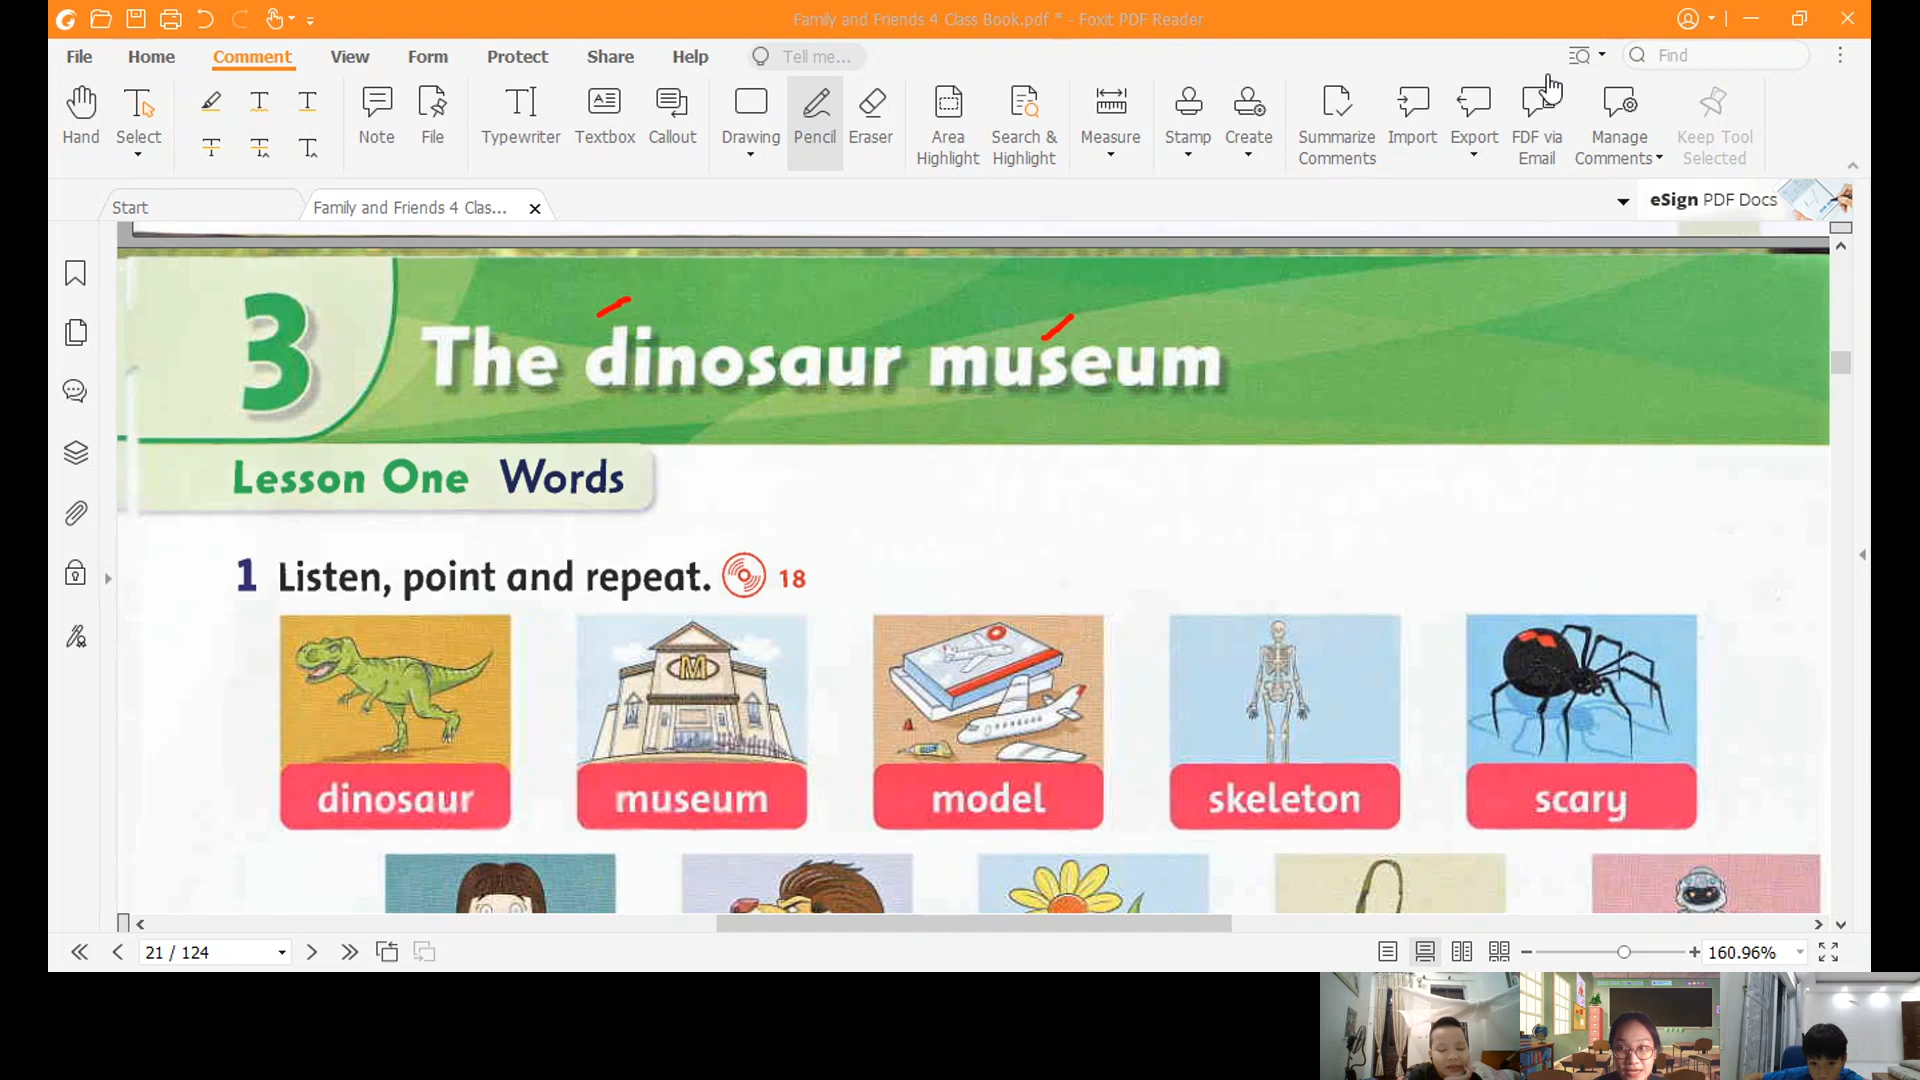 Family and Friends 4 Class Book.pdf * - Foxit PDF Reader
File Home Comment View Form Protect Share Help Tell me... Find
Hand Select Note File Typewriter Textbox Callout Drawing Pencil Eraser Area Highlight Search & Highlight Measure Stamp Create Summarize Comments Import Export FDF via Email Manage Comments Keep Tool Selected
Start Family and Friends 4 Clas... eSign PDF Docs
3 The dinosaur museum
Lesson One Words
1 Listen, point and repeat. 18
M
dinosaur museum model skeleton scary
21 / 124 160.96%